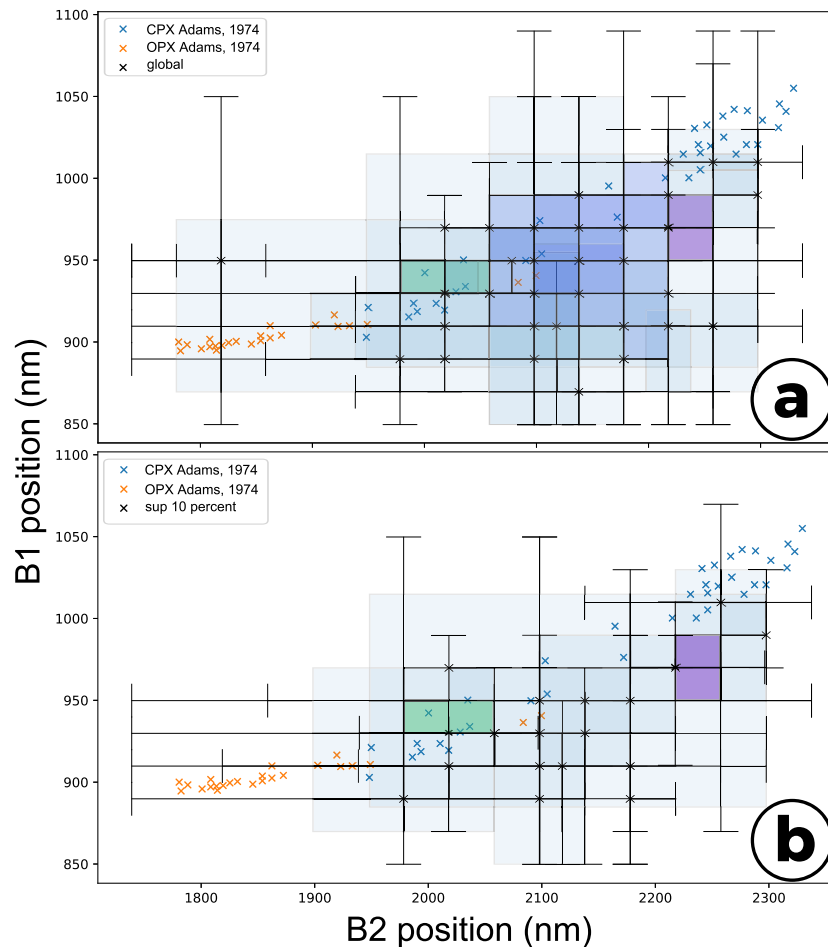 1100
CPX Adams, 1974
OPX Adams, 1974
global
1050
1000
950
900
850
a
1100
CPX Adams, 1974
OPX Adams, 1974
sup 10 percent
1050
1000
950
900
850
b
1800 1900 2000 2100 2200 2300
B1 position (nm)
B2 position (nm)